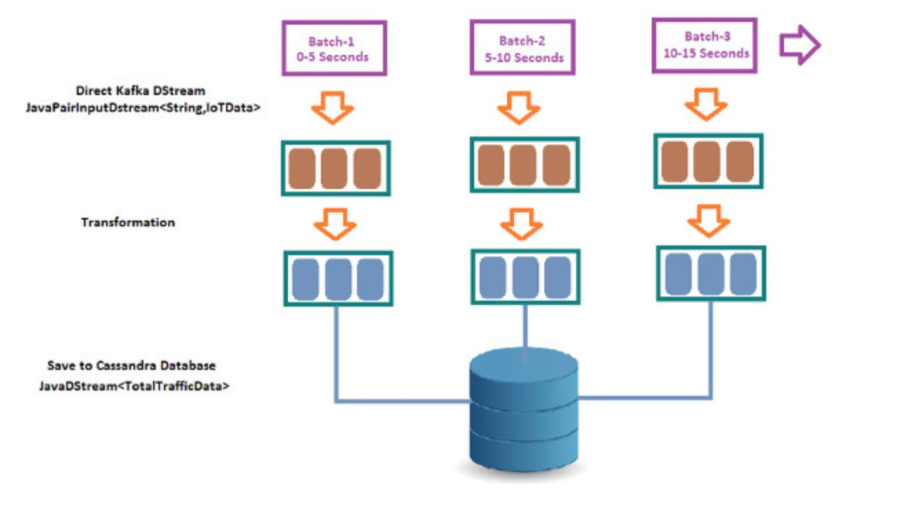 Batch-1
0-5 Seconds
Batch-2
5-10 Seconds
Batch-3
10-15 Seconds
Direct Kafka DStream
JavaPairInputDstream<String,IoTData>
Transformation
Save to Cassandra Database
JavaDStream<TotalTrafficData>